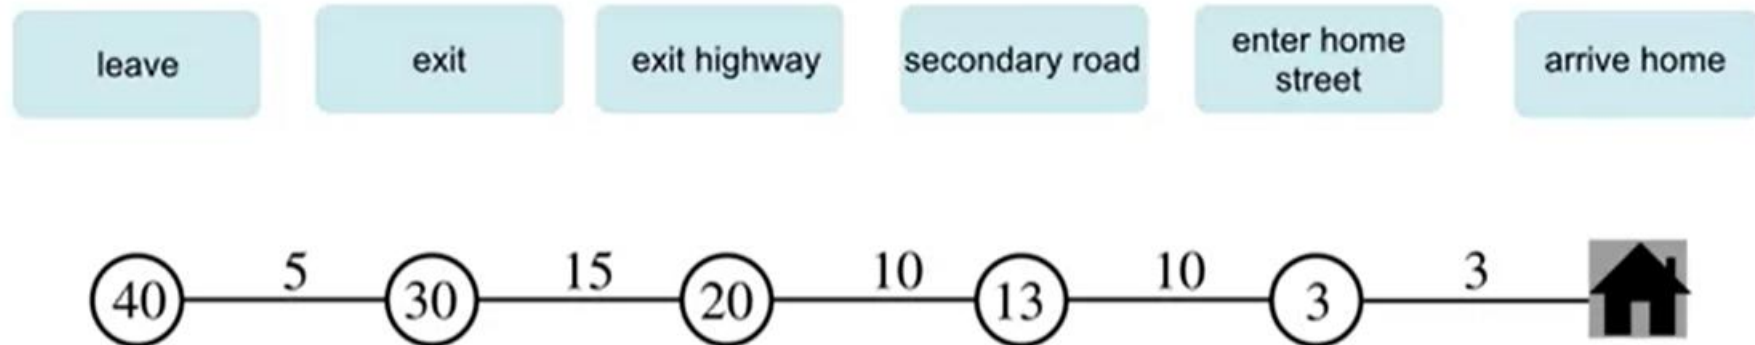 leave
exit
exit highway
secondary road
enter home
street
arrive home
5
15
10
10
3
40
30
20
13
3